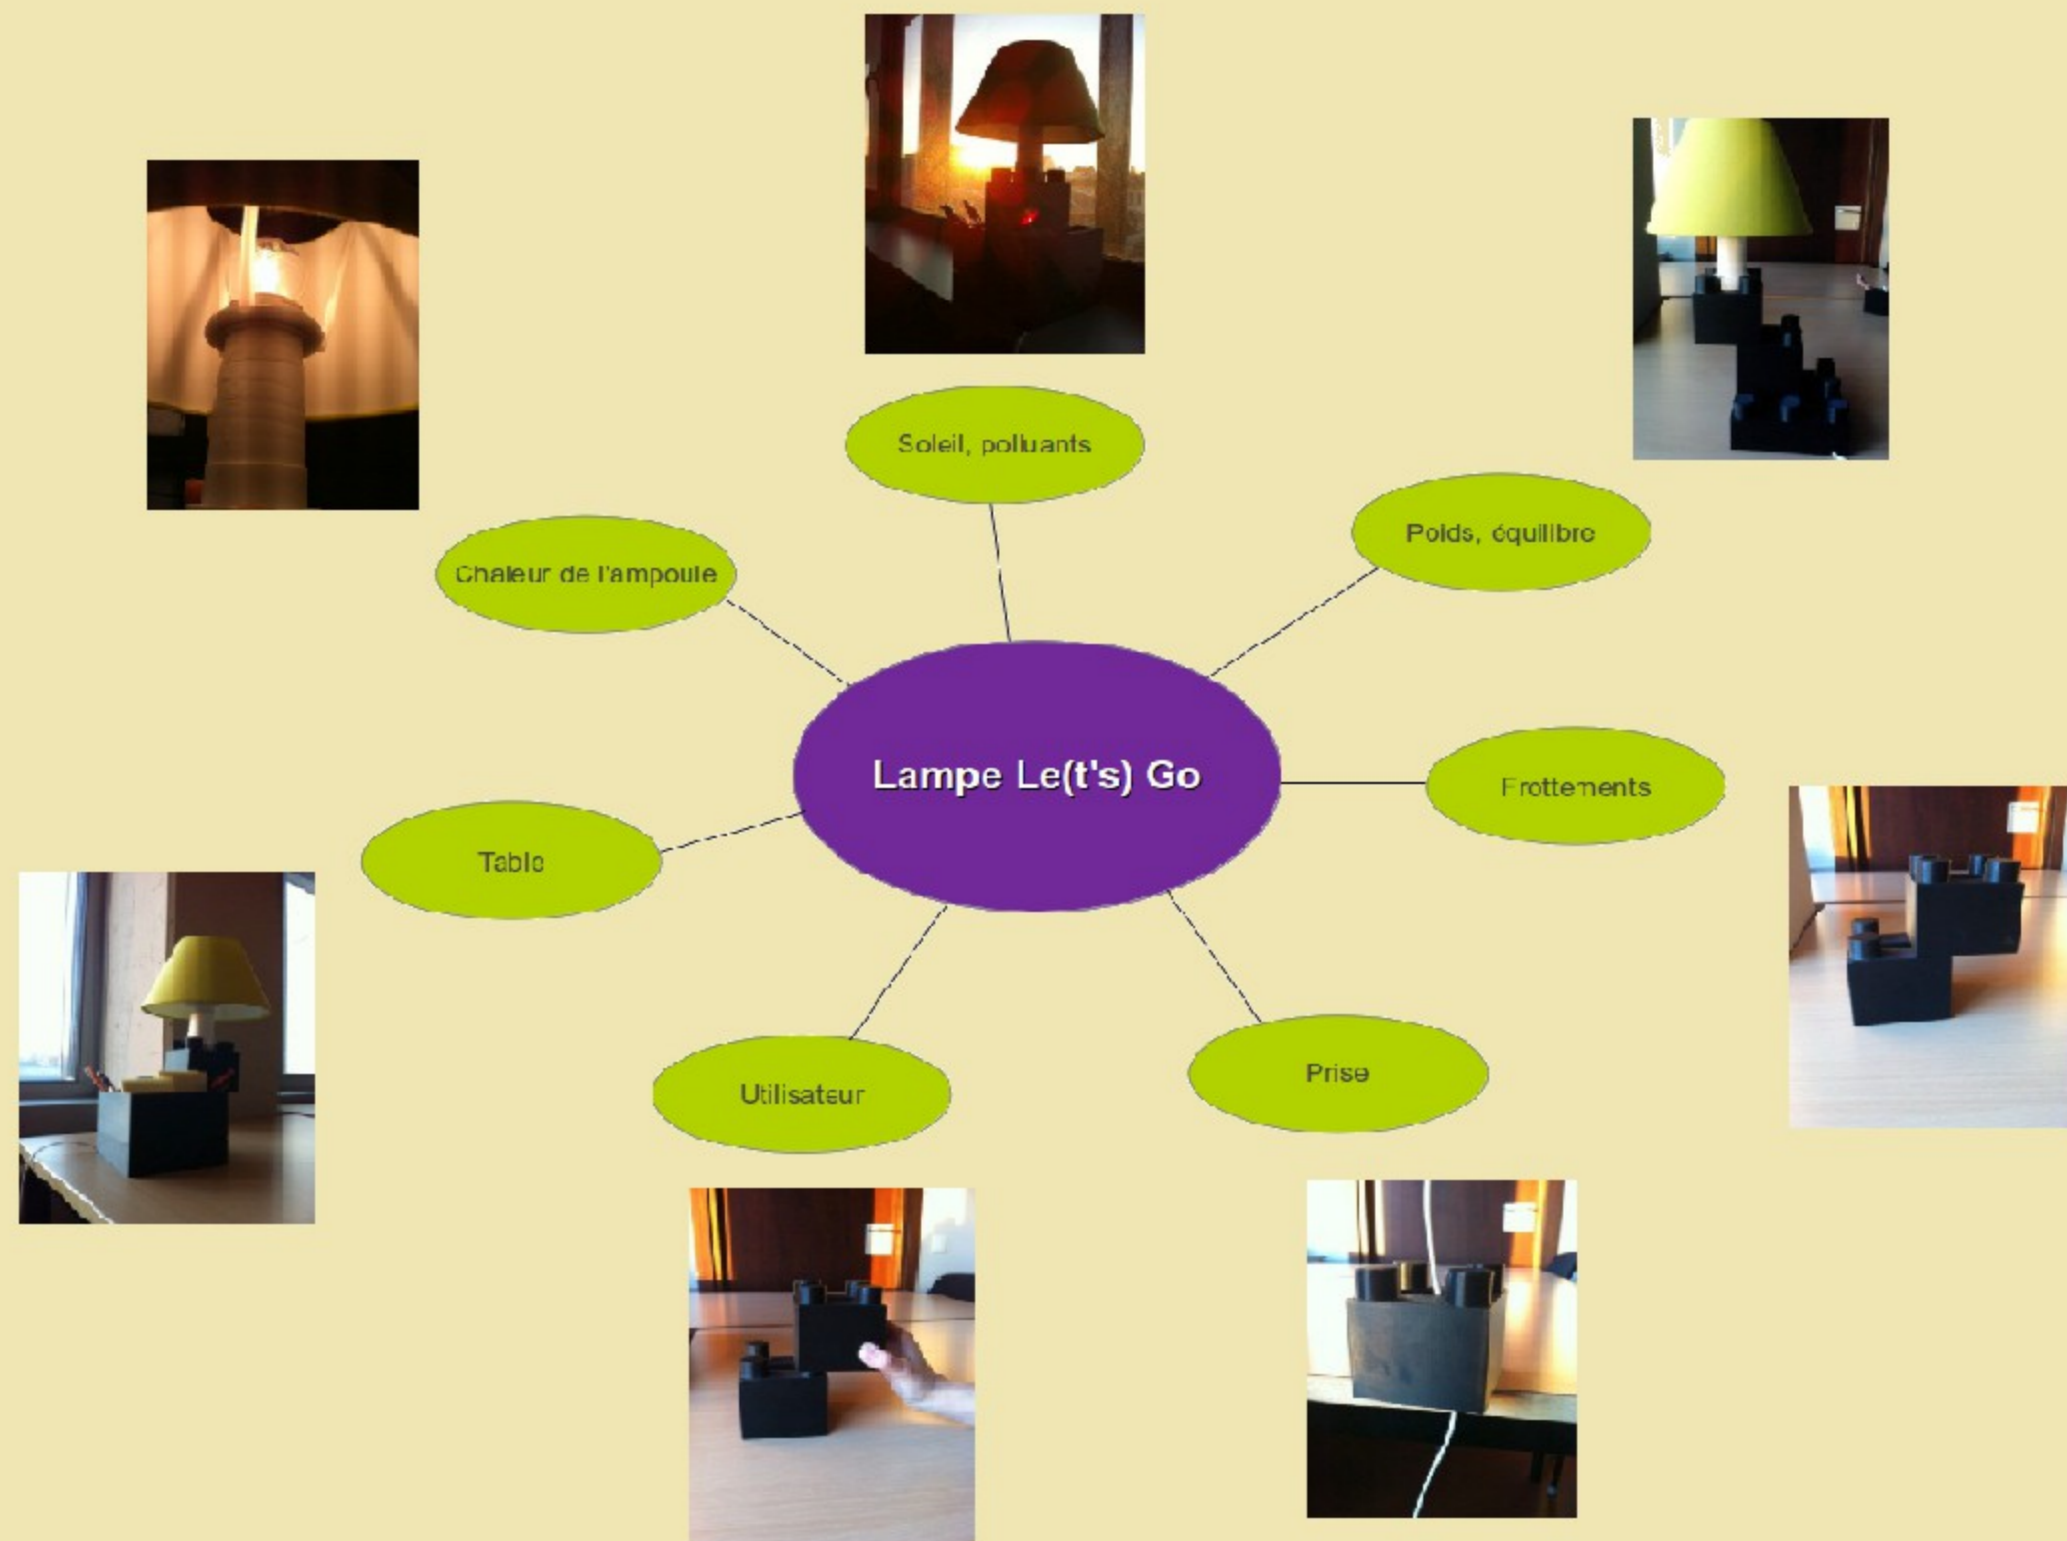 Soleil, polluants
Poids, équilibre
Chaleur de l'ampoule
Lampe Le(t's) Go
Frottements
Table
Prise
Utilisateur